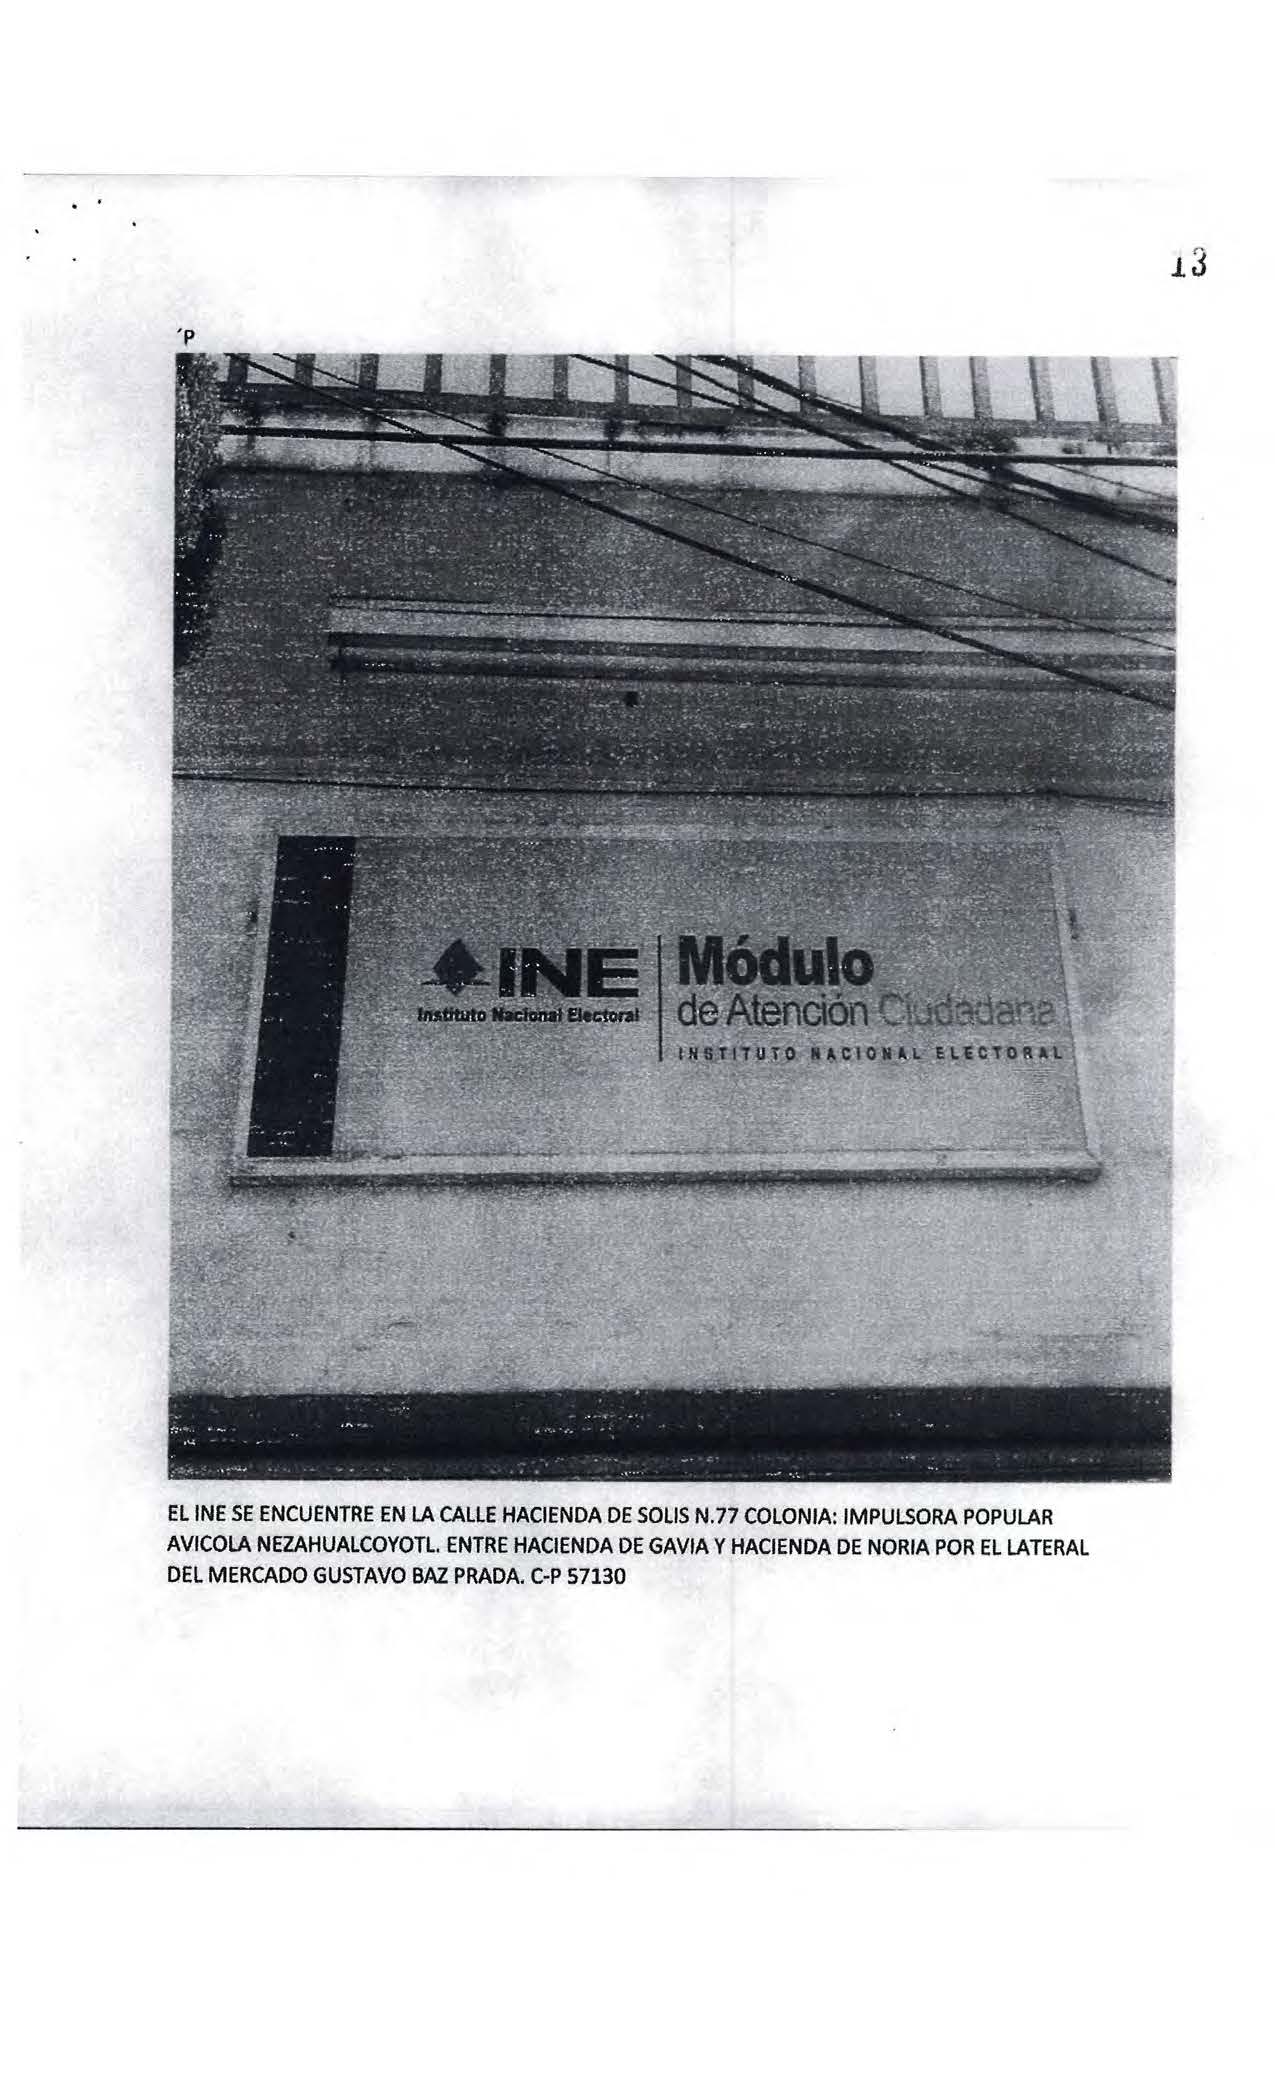 13
´P
INE
Instituto Nacional Electoral
Módulo
de Atención Ciudadana
INSTITUTO NACIONAL ELECTORAL
EL INE SE ENCUENTRE EN LA CALLE HACIENDA DE SOLIS N.77 COLONIA: IMPULSORA POPULAR
AVICOLA NEZAHUALCOYOTL. ENTRE HACIENDA DE GAVIA Y HACIENDA DE NORIA POR EL LATERAL
DEL MERCADO GUSTAVO BAZ PRADA. C-P 57130